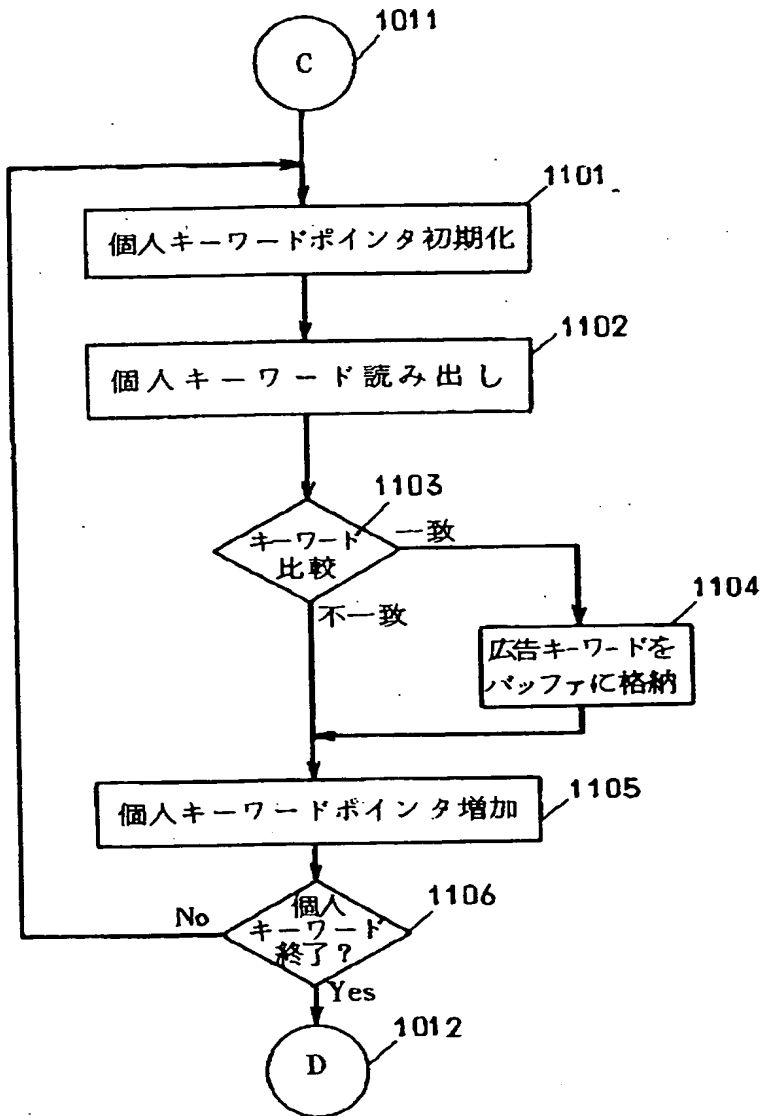 1011
C
1101
個人キーワードポインタ初期化
1102
個人キーワード読み出し
1103
キーワード
比較
一致
不一致
1104
広告キーワードを
バッファに格納
1105
個人キーワードポインタ増加
1106
個人
キーワード
終了?
No
Yes
1012
D